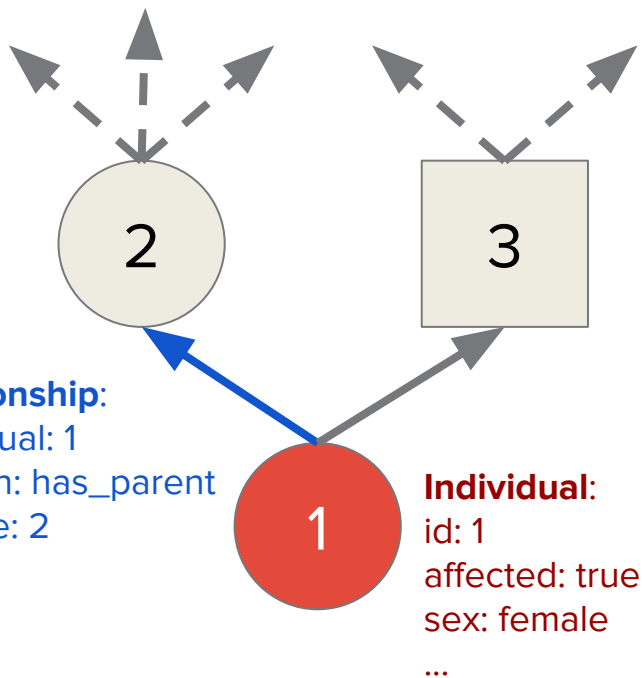 2
3
onship:
ual: 1
n: has_parent
e: 2
1
Individual:
id: 1
affected: true
sex: female
...